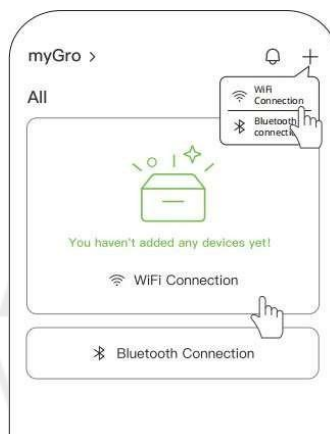 myGro >
All
WiFi
Connection
Bluetooth
connection
You haven't added any devices yet!
WiFi Connection
Bluetooth Connection